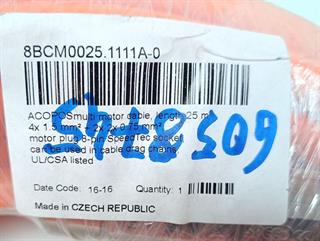 8BCM0025.1111A-0
ACOPOSmulti motor cable, length 25 m,
4x 1.5 mm² + 2x 2x 0.75 mm²
motor plug 8-pin SpeedTec socket
can be used in cable drag chains,
UL/CSA listed
Date Code: 16-16 Quantity: 1
Made in CZECH REPUBLIC